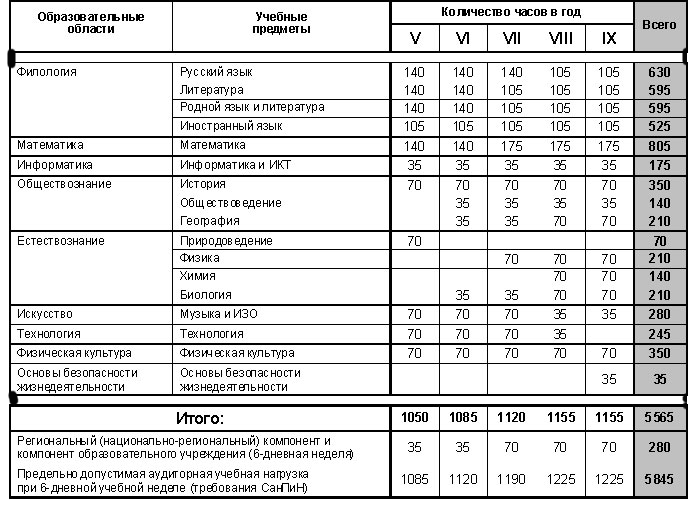 Образовательные области Учебные предметы Количество часов в год Всего
V VI VII VIII IX
Филология Русский язык 140 140 140 105 105 630
Литература 140 140 105 105 105 595
Родной язык и литература 140 140 105 105 105 595
Иностранный язык 105 105 105 105 105 525
Математика Математика 140 140 175 175 175 805
Информатика Информатика и ИКТ 35 35 35 35 35 175
Обществознание История 70 70 70 70 70 350
Обществоведение 35 35 35 35 140
География 35 35 70 70 210
Естествознание Природоведение 70 70
Физика 70 70 70 210
Химия 70 70 140
Биология 35 35 70 70 210
Искусство Музыка и ИЗО 70 70 70 35 35 280
Технология Технология 70 70 70 35 245
Физическая культура Физическая культура 70 70 70 70 70 350
Основы безопасности Основы безопасности
жизнедеятельности жизнедеятельности 35 35
Итого: 1050 1085 1120 1155 1155 5565
Региональный (национально-региональный) компонент и
компонент образовательного учреждения (6-дневная неделя) 35 35 70 70 70 280
Предельно допустимая аудиторная учебная нагрузка
при 6-дневной учебной неделе (требования СанПиН) 1085 1120 1190 1225 1225 5845